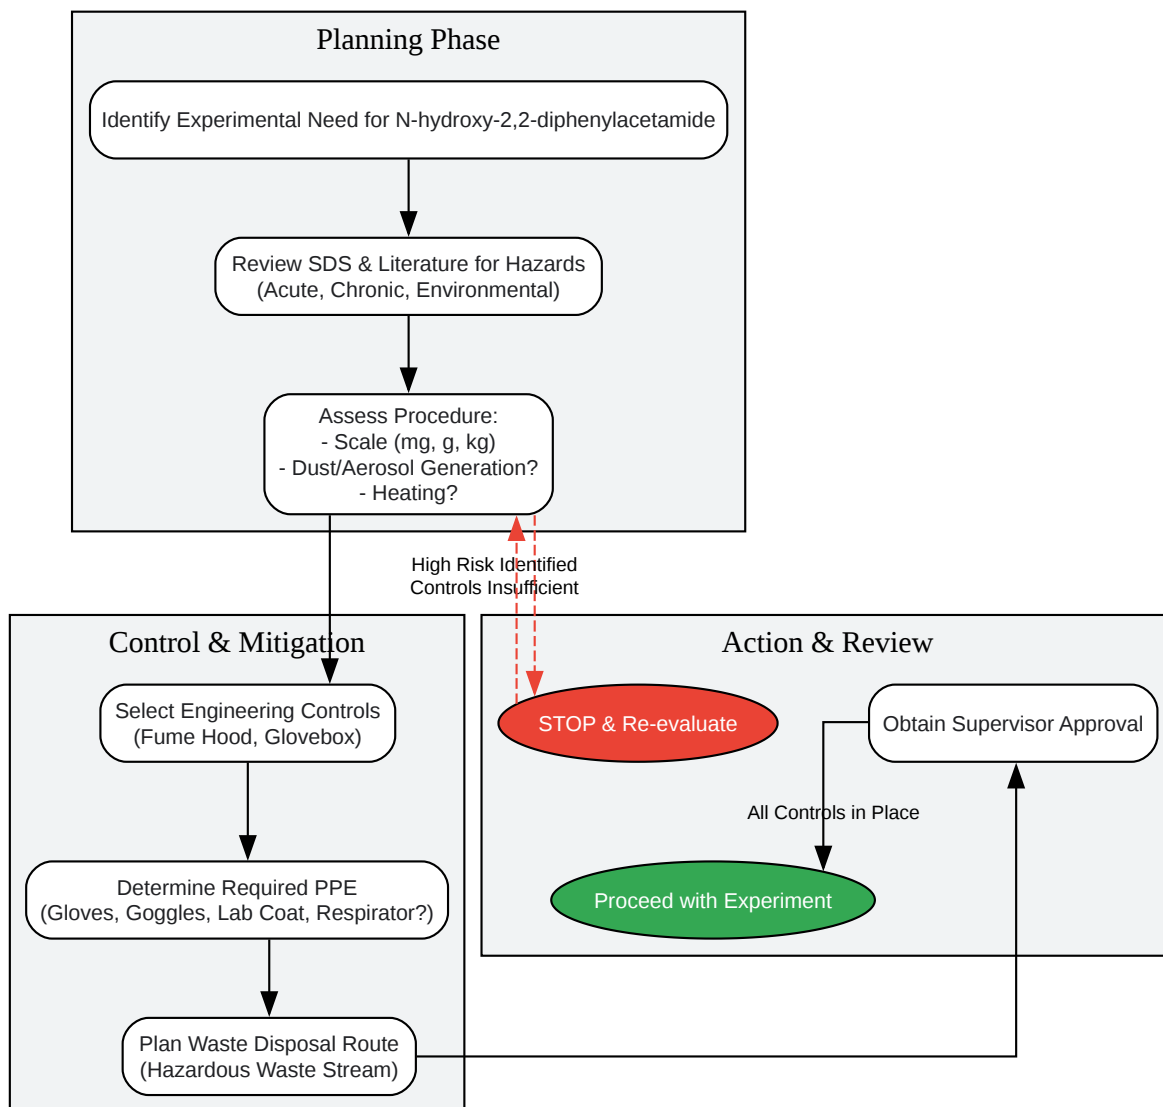 Planning Phase
Identify Experimental Need for N-hydroxy-2,2-diphenylacetamide
Review SDS & Literature for Hazards
(Acute, Chronic, Environmental)
Assess Procedure:
- Scale (mg, g, kg)
- Dust/Aerosol Generation?
- Heating?
High Risk Identified
Controls Insufficient
Control & Mitigation
Select Engineering Controls
(Fume Hood, Glovebox)
Determine Required PPE
(Gloves, Goggles, Lab Coat, Respirator?)
Plan Waste Disposal Route
(Hazardous Waste Stream)
Action & Review
STOP & Re-evaluate
Obtain Supervisor Approval
All Controls in Place
Proceed with Experiment